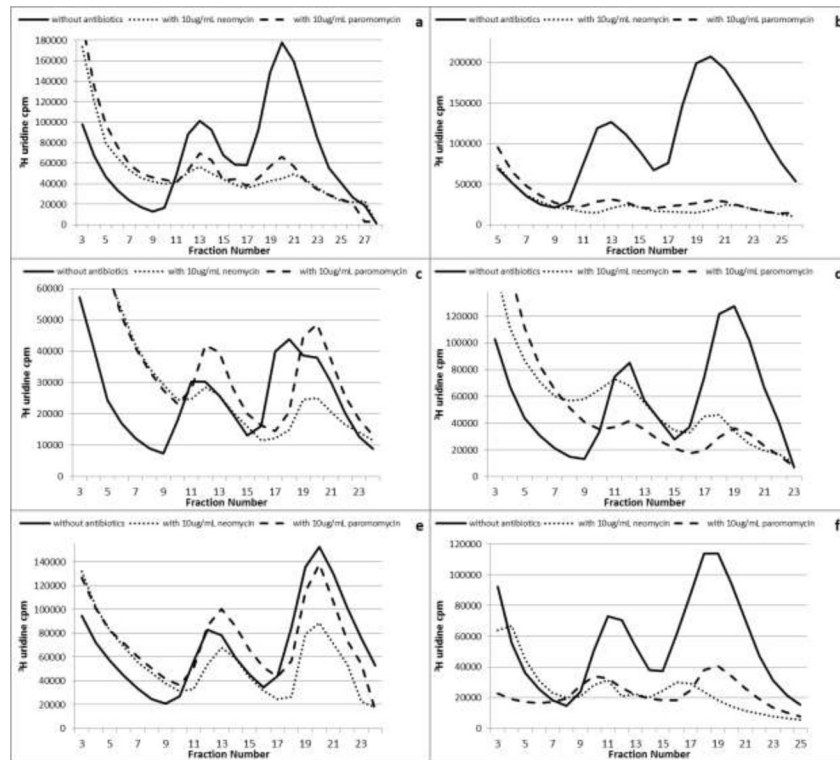 without antibiotics with 10ug/mL neomycin with 10ug/mL paromomycin a
180000
160000
140000
120000
100000
80000
60000
40000
20000
0
³H uridine cpm
3 5 7 9 11 13 15 17 19 21 23 25 27
Fraction Number
without antibiotics with 10ug/mL neomycin with 10ug/mL paromomycin b
200000
150000
100000
50000
0
³H uridine cpm
5 7 9 11 13 15 17 19 21 23 25
Fraction Number
without antibiotics with 10ug/mL neomycin with 10ug/mL paromomycin c
60000
50000
40000
30000
20000
10000
0
³H uridine cpm
3 5 7 9 11 13 15 17 19 21 23
Fraction Number
without antibiotics with 10ug/mL neomycin with 10ug/mL paromomycin d
120000
100000
80000
60000
40000
20000
0
³H uridine cpm
3 5 7 9 11 13 15 17 19 21 23
Fraction Number
without antibiotics with 10ug/mL neomycin with 10ug/mL paromomycin e
140000
120000
100000
80000
60000
40000
20000
0
³H uridine cpm
3 5 7 9 11 13 15 17 19 21 23
Fraction Number
without antibiotics with 10ug/mL neomycin with 10ug/mL paromomycin f
120000
100000
80000
60000
40000
20000
0
³H uridine cpm
3 5 7 9 11 13 15 17 19 21 23 25
Fraction Number